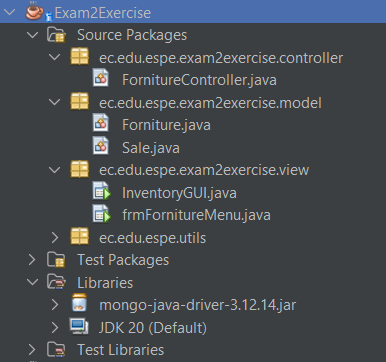 Exam2Exercise
Source Packages
ec.edu.espe.exam2exercise.controller
FornitureController.java
ec.edu.espe.exam2exercise.model
Forniture.java
Sale.java
ec.edu.espe.exam2exercise.view
InventoryGUI.java
frmFornitureMenu.java
ec.edu.espe.utils
Test Packages
Libraries
mongo-java-driver-3.12.14.jar
JDK 20 (Default)
Test Libraries